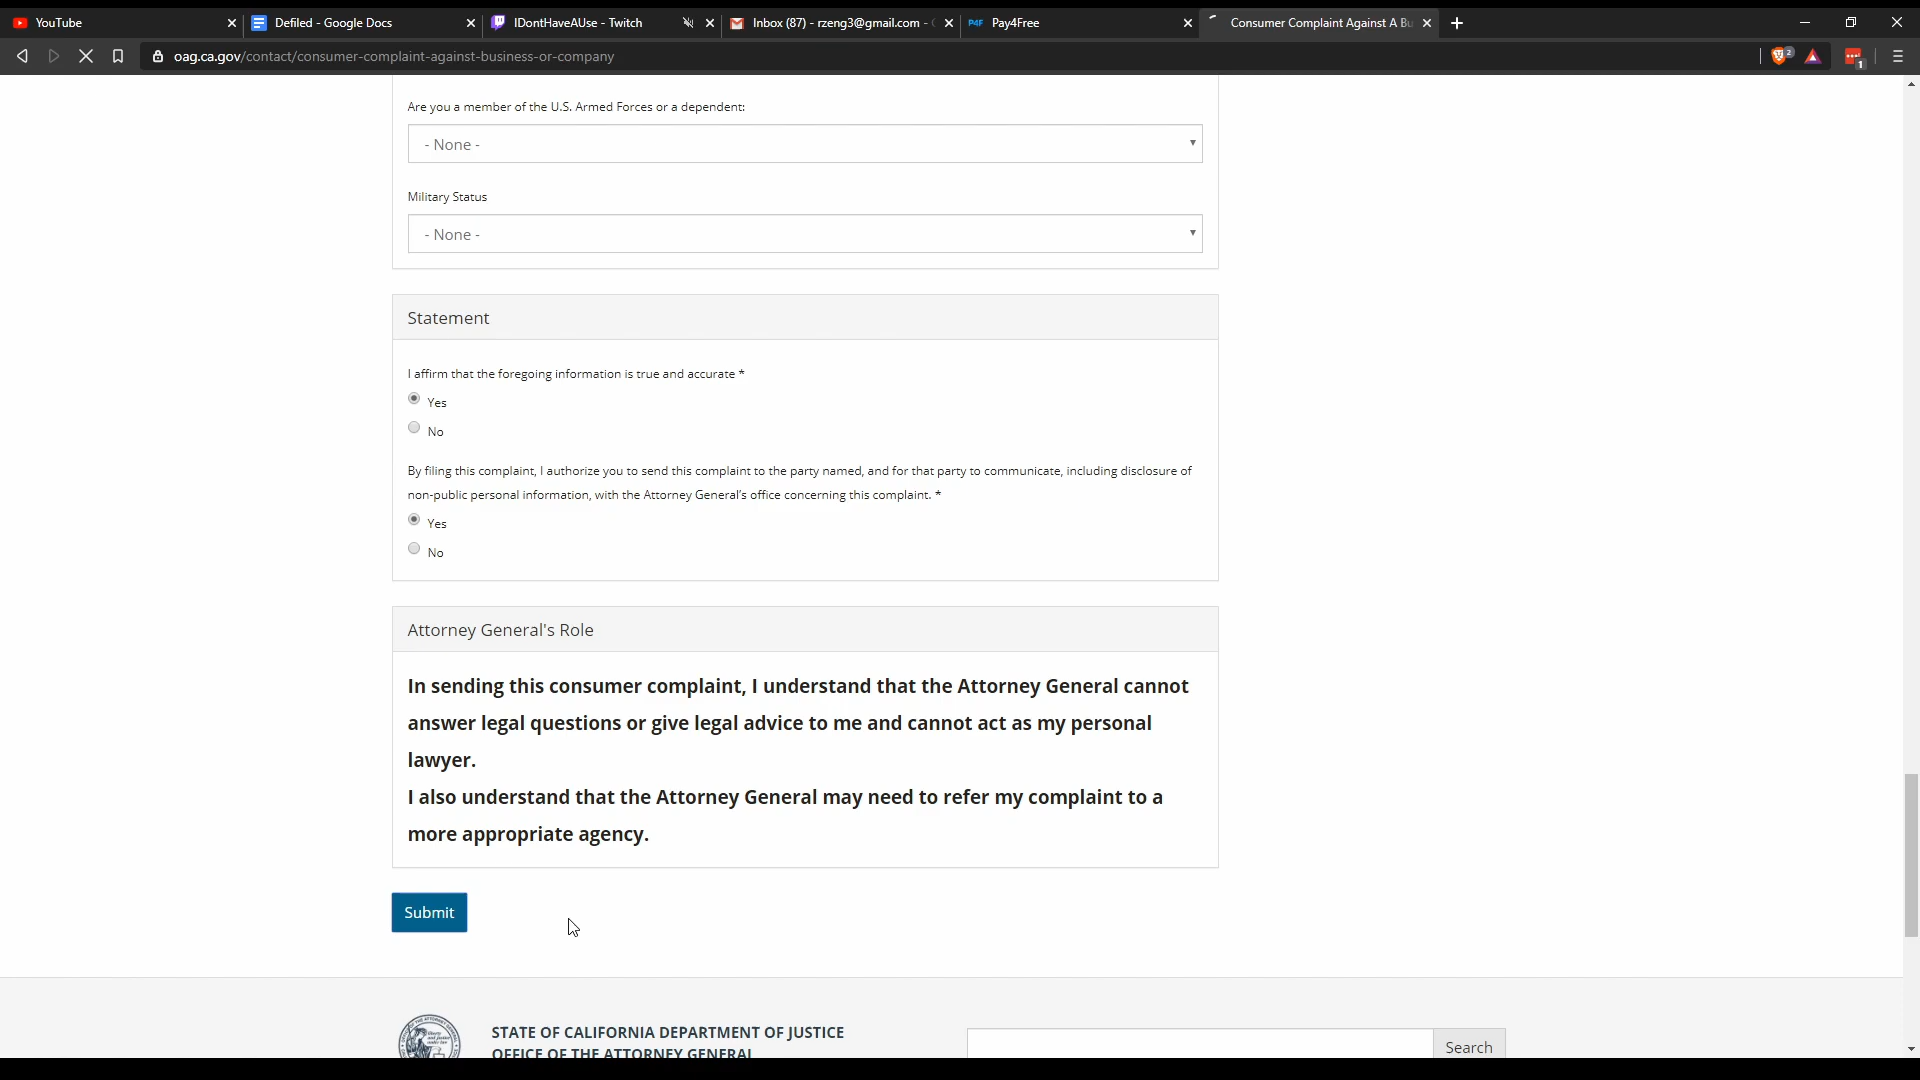 YouTube
Defiled - Google Docs
IDontHaveAUse - Twitch
Inbox (87) - rzeng3@gmail.com -
P4F Pay4Free
Consumer Complaint Against A Bu
oag.ca.gov/contact/consumer-complaint-against-business-or-company
2
1
Are you a member of the U.S. Armed Forces or a dependent:
- None -
Military Status
- None -
Statement
I affirm that the foregoing information is true and accurate *
Yes
No
By filing this complaint, I authorize you to send this complaint to the party named, and for that party to communicate, including disclosure of
non-public personal information, with the Attorney General's office concerning this complaint. *
Yes
No
Attorney General's Role
In sending this consumer complaint, I understand that the Attorney General cannot
answer legal questions or give legal advice to me and cannot act as my personal
lawyer.
I also understand that the Attorney General may need to refer my complaint to a
more appropriate agency.
Submit
STATE OF CALIFORNIA DEPARTMENT OF JUSTICE
OFFICE OF THE ATTORNEY GENERAL
Search